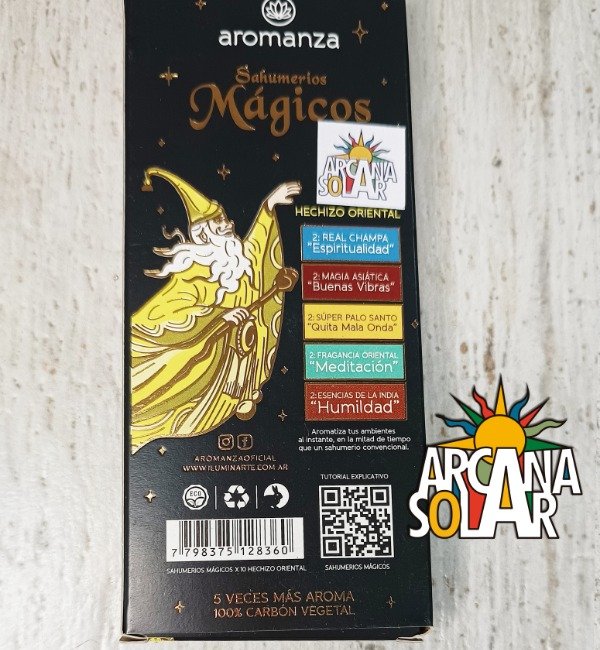 aromanza
Sahumerios
Mágicos
ARCANA
SOLAR
HECHIZO ORIENTAL
2: REAL CHAMPA
"Espiritualidad"
2: MAGIA ASIÁTICA
"Buenas Vibras"
2: SÚPER PALO SANTO
"Quita Mala Onda"
2: FRAGANCIA ORIENTAL
"Meditación"
2: ESENCIAS DE LA INDIA
"Humildad"
Aromatiza tus ambientes
al instante, en la mitad de tiempo
que un sahumerio convencional.
AROMANZAOFICIAL
WWW.ILUMINARTE.COM.AR
ECO
TUTORIAL EXPLICATIVO
7 798375 128360
SAHUMERIOS MÁGICOS X 10 HECHIZO ORIENTAL
SAHUMERIOS MÁGICOS
5 VECES MÁS AROMA
100% CARBÓN VEGETAL
ARCANA
SOLAR